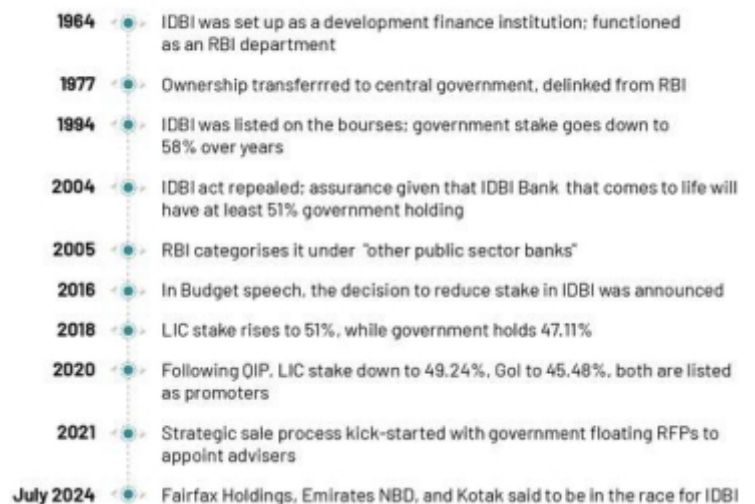 1964 IDBI was set up as a development finance institution; functioned
as an RBI department
1977 Ownership transferrred to central government, delinked from RBI
1994 IDBI was listed on the bourses; government stake goes down to
58% over years
2004 IDBI act repealed; assurance given that IDBI Bank that comes to life will
have at least 51% government holding
2005 RBI categorises it under "other public sector banks"
2016 In Budget speech, the decision to reduce stake in IDBI was announced
2018 LIC stake rises to 51%, while government holds 47.11%
2020 Following QIP, LIC stake down to 49.24%, GoI to 45.48%, both are listed
as promoters
2021 Strategic sale process kick-started with government floating RFPs to
appoint advisers
July 2024 Fairfax Holdings, Emirates NBD, and Kotak said to be in the race for IDBI